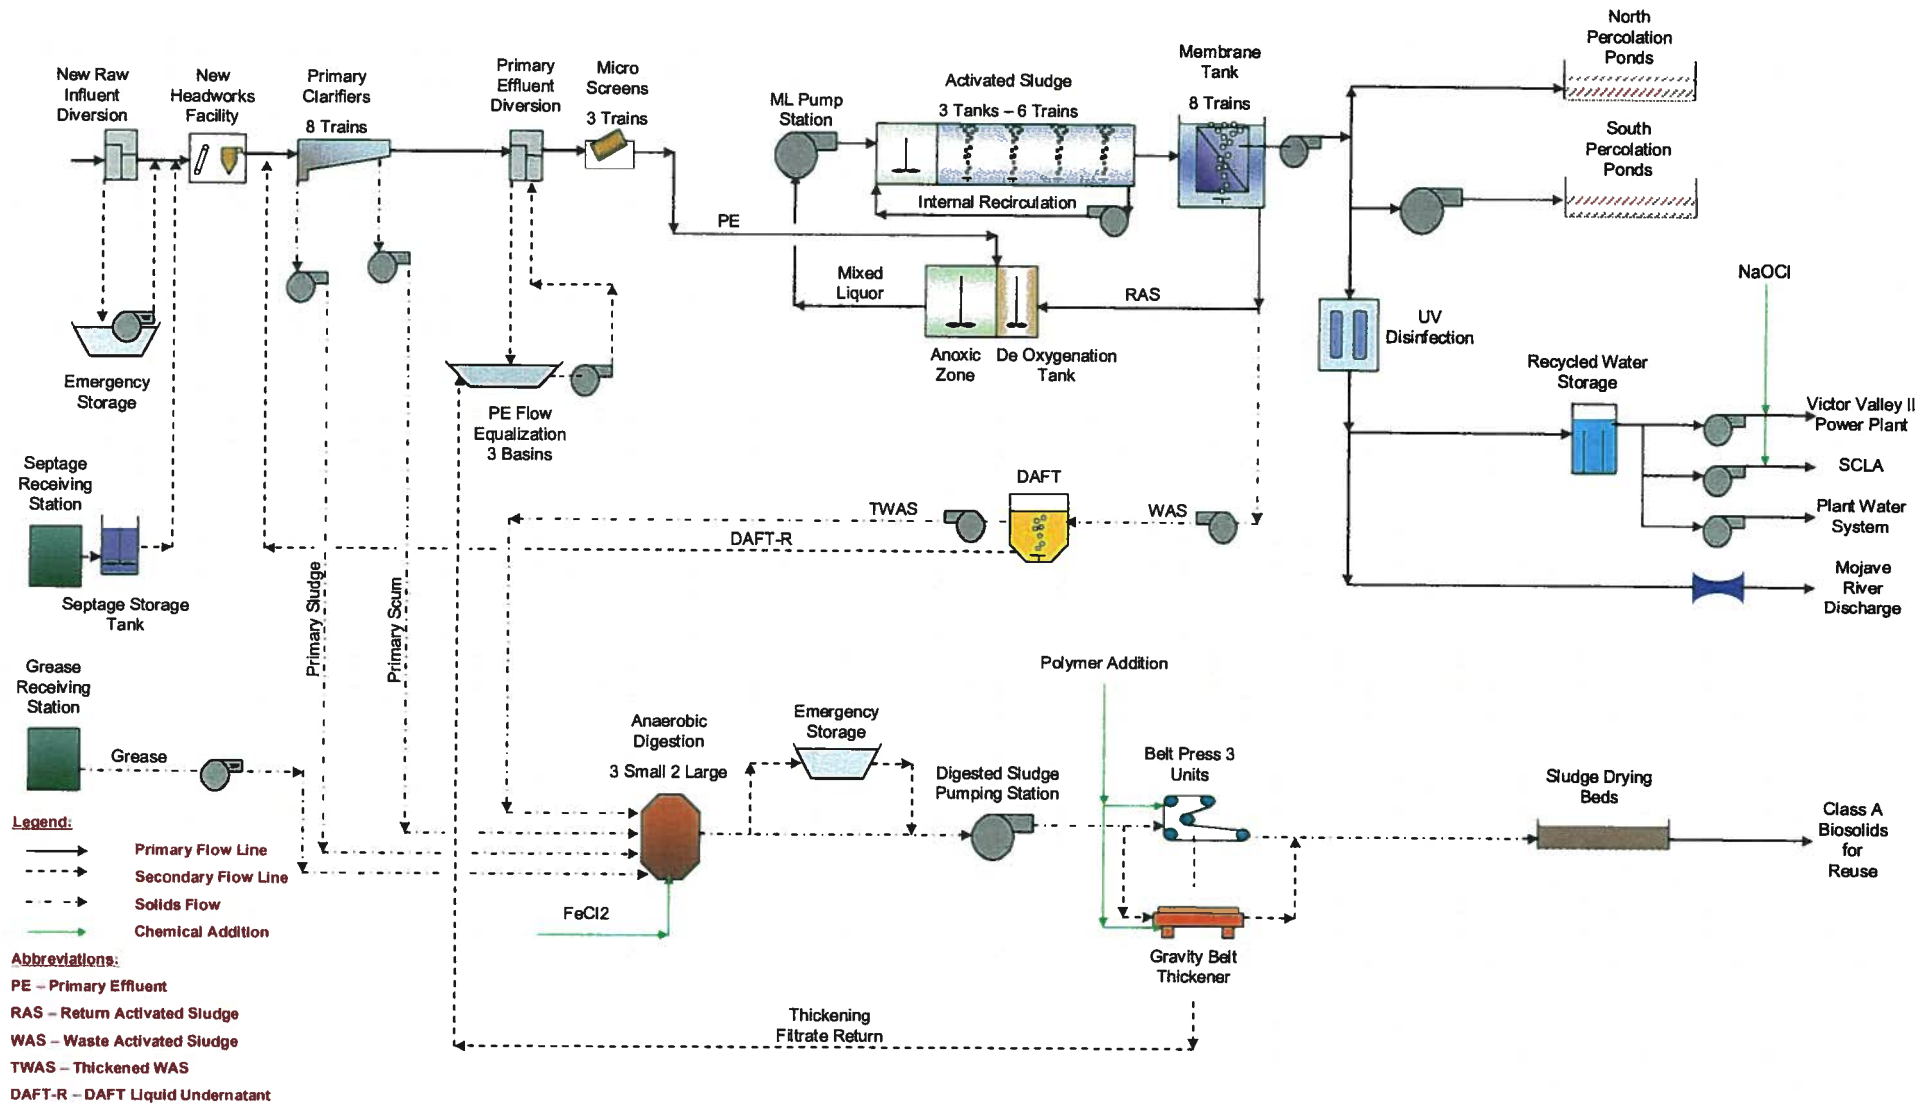 New Raw
Influent
Diversion
New
Headworks
Facility
Primary
Clarifiers
8 Trains
Primary
Effluent
Diversion
Micro
Screens
3 Trains
ML Pump
Station
Activated Sludge
3 Tanks – 6 Trains
Membrane
Tank
8 Trains
North
Percolation
Ponds
South
Percolation
Ponds
Internal Recirculation
PE
Mixed
Liquor
RAS
Anoxic
Zone
De Oxygenation
Tank
NaOCl
UV
Disinfection
Recycled Water
Storage
Victor Valley II
Power Plant
SCLA
Plant Water
System
Mojave
River
Discharge
Emergency
Storage
PE Flow
Equalization
3 Basins
Septage
Receiving
Station
Septage Storage
Tank
DAFT
TWAS
WAS
DAFT-R
Primary Sludge
Primary Scum
Grease
Receiving
Station
Grease
Anaerobic
Digestion
3 Small 2 Large
FeCl2
Emergency
Storage
Digested Sludge
Pumping Station
Polymer Addition
Belt Press 3
Units
Gravity Belt
Thickener
Sludge Drying
Beds
Class A
Biosolids
for
Reuse
Thickening
Filtrate Return
Legend:
Primary Flow Line
Secondary Flow Line
Solids Flow
Chemical Addition
Abbreviations:
PE – Primary Effluent
RAS – Return Activated Sludge
WAS – Waste Activated Sludge
TWAS – Thickened WAS
DAFT-R – DAFT Liquid Undernatant